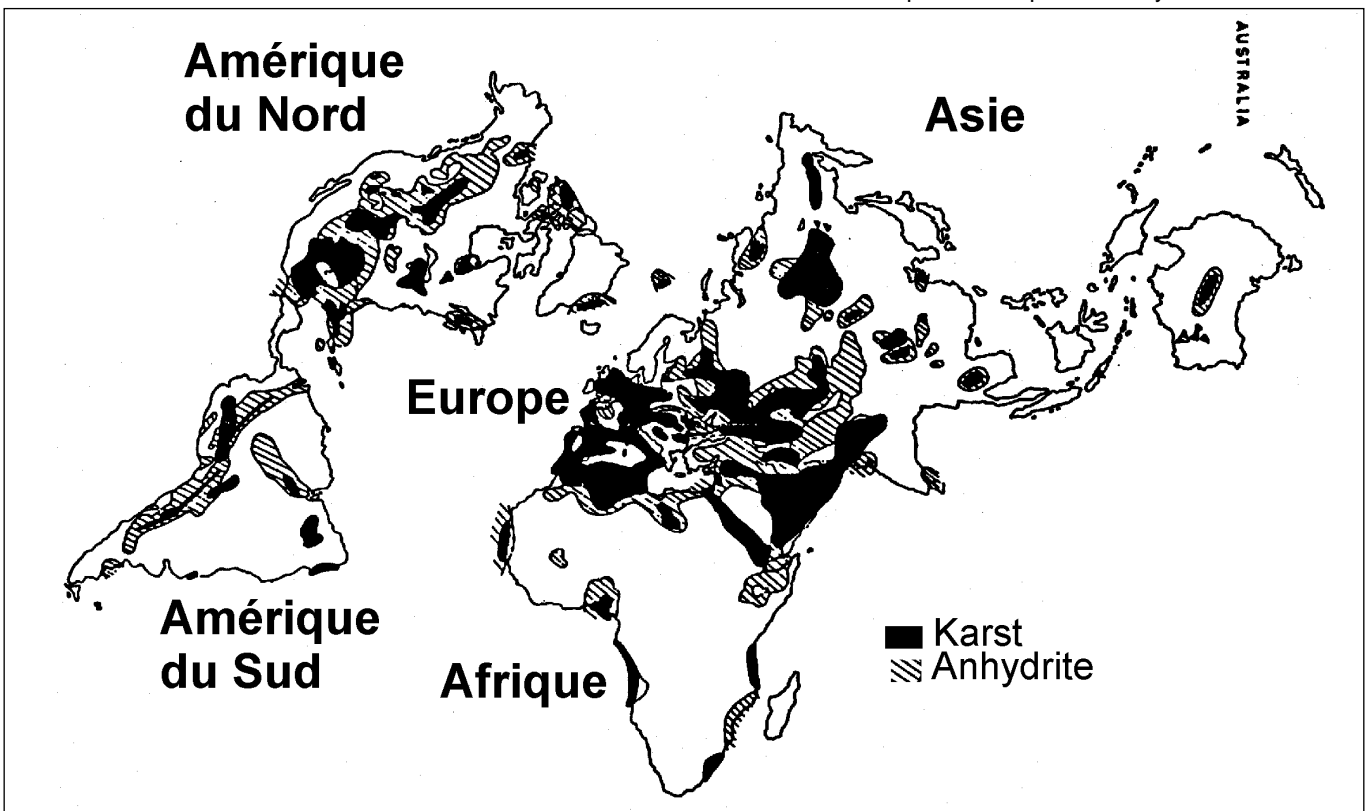 AUSTRALIA
Amérique
du Nord
Asie
Europe
Amérique
du Sud
Afrique
Karst
Anhydrite